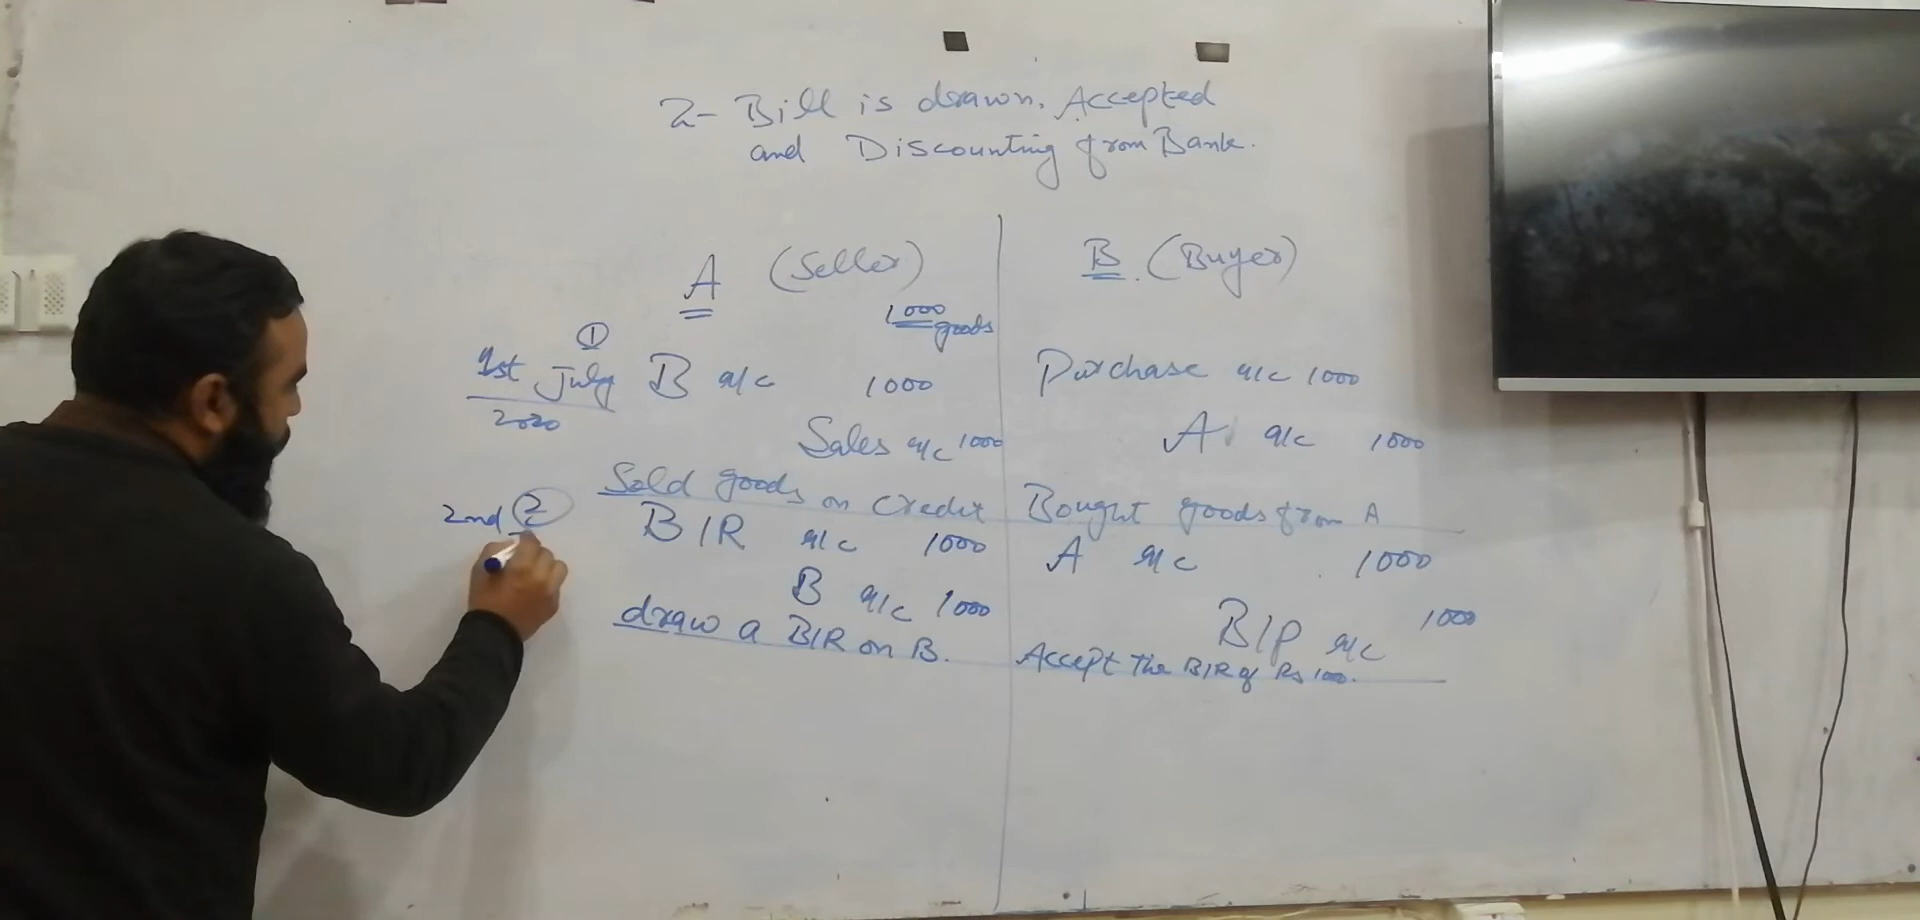 2- Bill is drawn. Accepted
and Discounting from Bank.
A (Seller)
1000
goods
①
1st July B a/c 1000
2020
Sales a/c 1000
Sold goods on credit
2nd ②
B/R a/c 1000
B a/c 1000
draw a B/R on B.
B. (Buyer)
Purchase a/c 1000
A a/c 1000
Bought goods from A
A a/c 1000
B/P a/c 1000
Accept the B/R of Rs 1000.